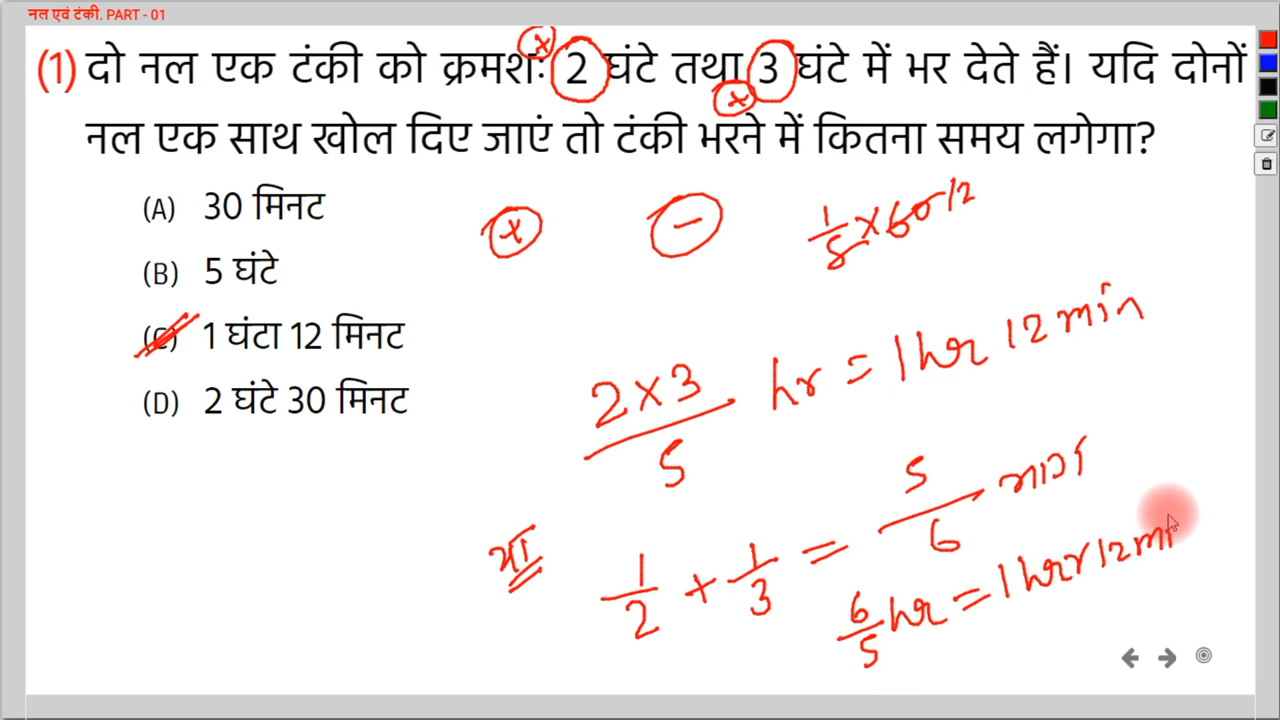 नल एवं टंकी. PART - 01
(1) दो नल एक टंकी को क्रमशः 2 घंटे तथा 3 घंटे में भर देते हैं। यदि दोनों
नल एक साथ खोल दिए जाएं तो टंकी भरने में कितना समय लगेगा?
(A) 30 मिनट
(B) 5 घंटे
(C) 1 घंटा 12 मिनट
(D) 2 घंटे 30 मिनट
+
+
+ −
1/5 × 60 12
2×3/5 hr = 1 hr 12 min
या 1/2 + 1/3 = 5/6 भाग
6/5 hr = 1 hr 12 mi